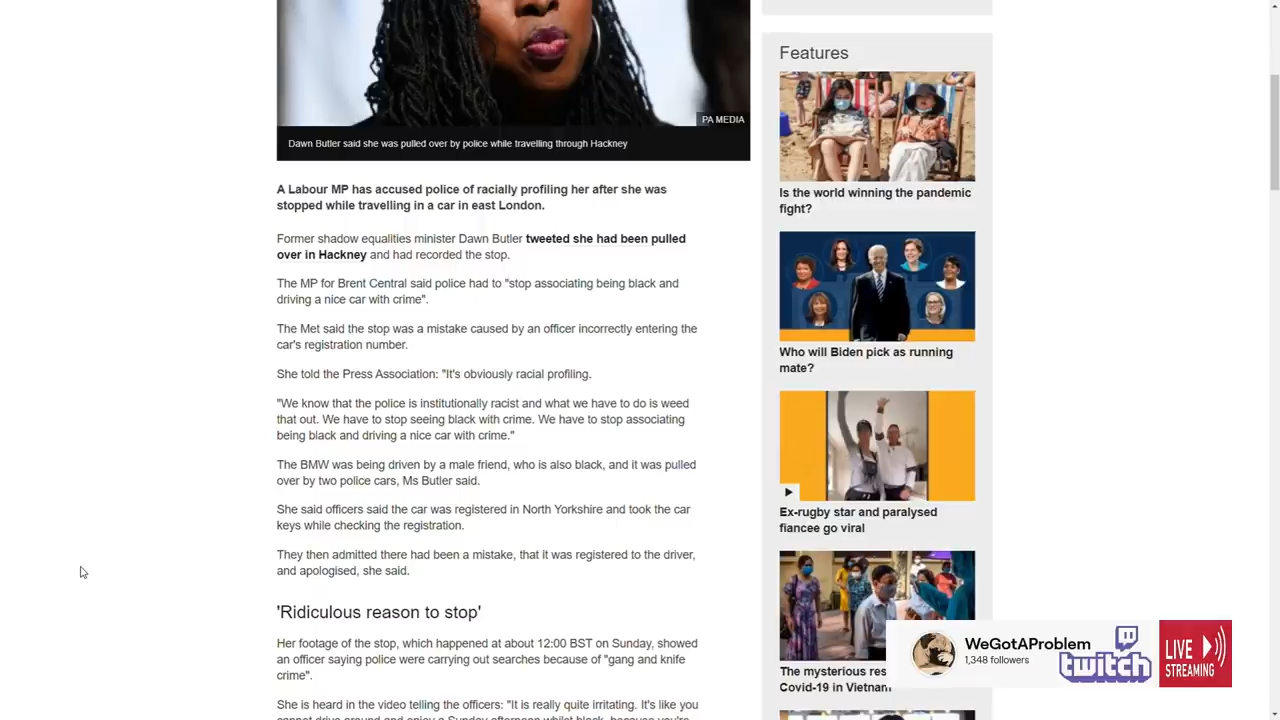 PA MEDIA
Dawn Butler said she was pulled over by police while travelling through Hackney
A Labour MP has accused police of racially profiling her after she was
stopped while travelling in a car in east London.
Former shadow equalities minister Dawn Butler tweeted she had been pulled
over in Hackney and had recorded the stop.
The MP for Brent Central said police had to "stop associating being black and
driving a nice car with crime".
The Met said the stop was a mistake caused by an officer incorrectly entering the
car's registration number.
She told the Press Association: "It's obviously racial profiling.
"We know that the police is institutionally racist and what we have to do is weed
that out. We have to stop seeing black with crime. We have to stop associating
being black and driving a nice car with crime."
The BMW was being driven by a male friend, who is also black, and it was pulled
over by two police cars, Ms Butler said.
She said officers said the car was registered in North Yorkshire and took the car
keys while checking the registration.
They then admitted there had been a mistake, that it was registered to the driver,
and apologised, she said.
'Ridiculous reason to stop'
Her footage of the stop, which happened at about 12:00 BST on Sunday, showed
an officer saying police were carrying out searches because of "gang and knife
crime".
She is heard in the video telling the officers: "It is really quite irritating. It's like you
cannot drive around and enjoy a Sunday afternoon whilst black, because you're
Features
Is the world winning the pandemic
fight?
Who will Biden pick as running
mate?
Ex-rugby star and paralysed
fiancee go viral
The mysterious res
Covid-19 in Vietnam
WeGotAProblem
1,348 followers
twitch
LIVE
STREAMING